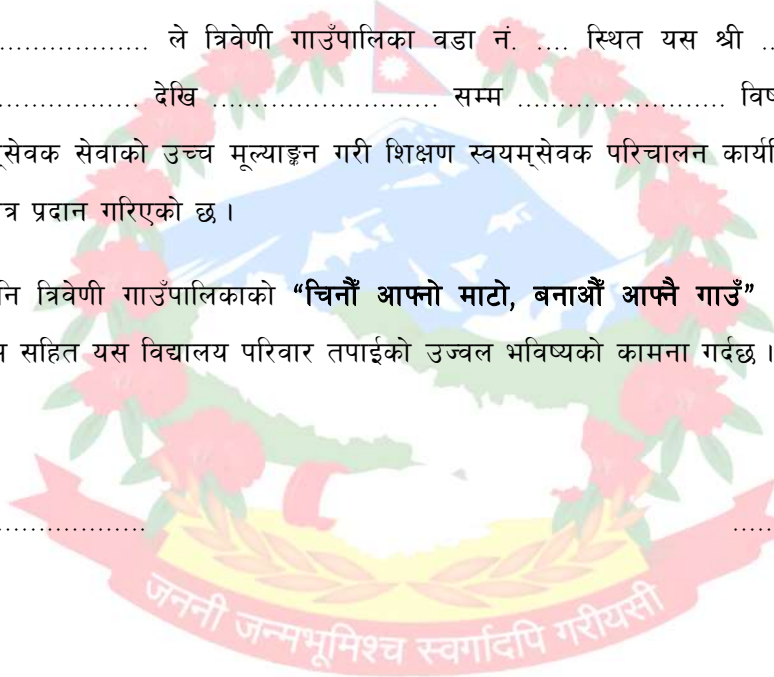 .................. ले त्रिवेणी गाउँपालिका वडा नं. .... स्थित यस श्री ..
.................. देखि ........................... सम्म ......................... विष
्सेवक सेवाको उच्च मूल्याङ्कन गरी शिक्षण स्वयम्सेवक परिचालन कार्यवि
त्र प्रदान गरिएको छ ।
नि त्रिवेणी गाउँपालिकाको “चिनौँ आफ्नो माटो, बनाऔँ आफ्नै गाउँ”
सहित यस विद्यालय परिवार तपाईको उज्वल भविष्यको कामना गर्दछ ।
.................. .....
जननी जन्मभूमिश्च स्वर्गादपि गरीयसी